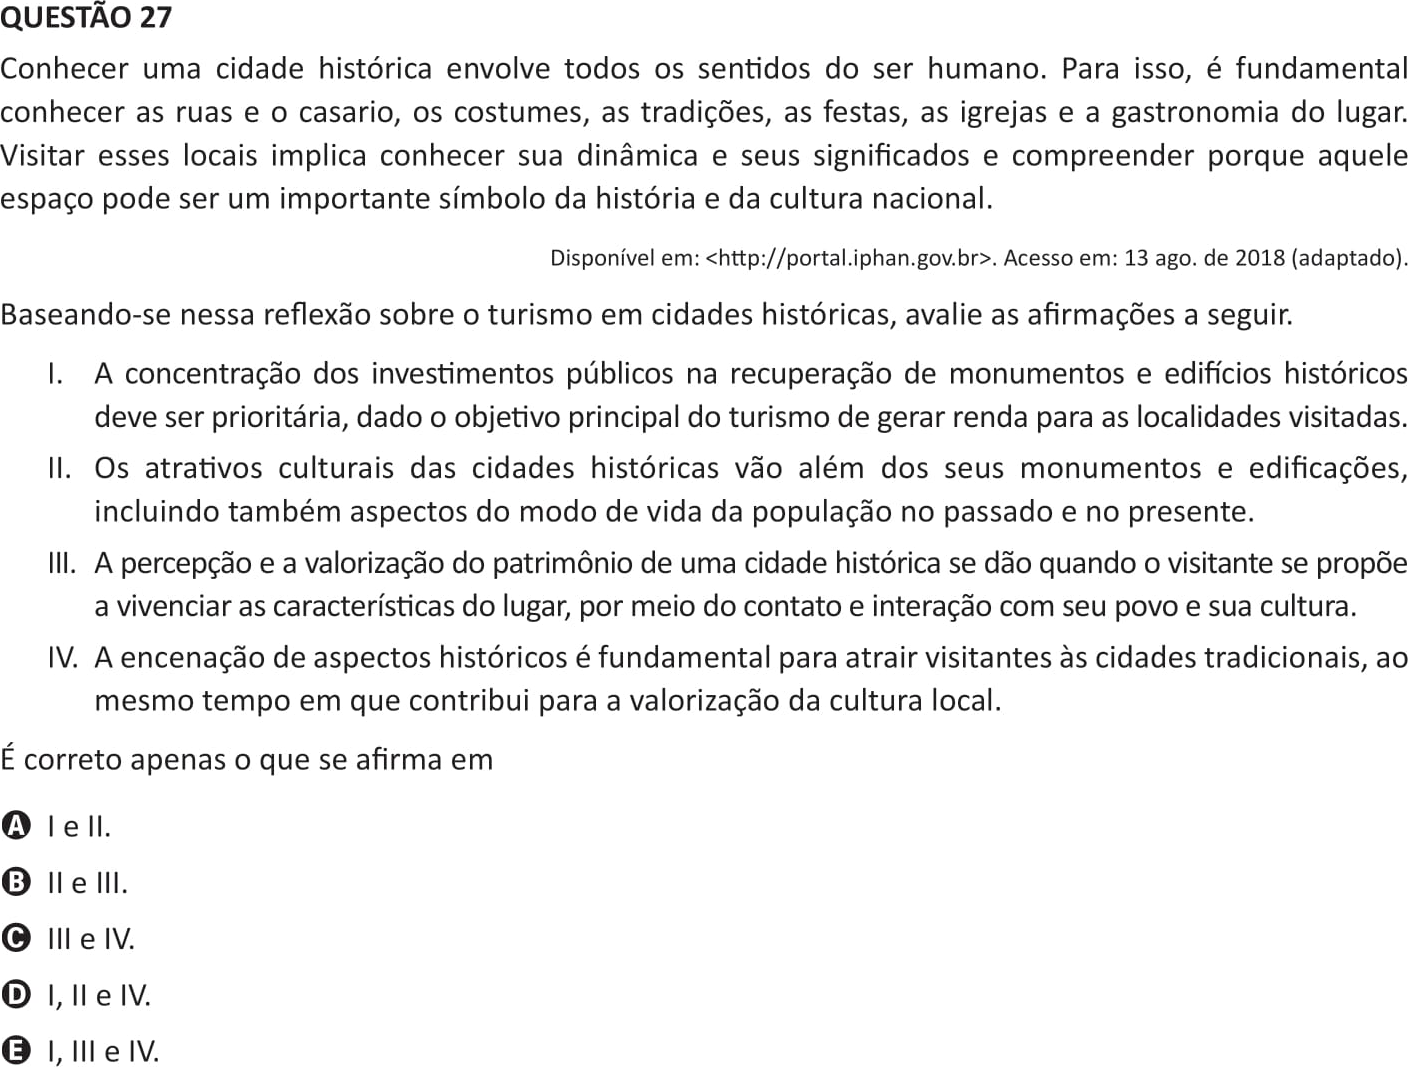 QUESTÃO 27
Conhecer uma cidade histórica envolve todos os sentidos do ser humano. Para isso, é fundamental
conhecer as ruas e o casario, os costumes, as tradições, as festas, as igrejas e a gastronomia do lugar.
Visitar esses locais implica conhecer sua dinâmica e seus significados e compreender porque aquele
espaço pode ser um importante símbolo da história e da cultura nacional.
Disponível em: <http://portal.iphan.gov.br>. Acesso em: 13 ago. de 2018 (adaptado).
Baseando-se nessa reflexão sobre o turismo em cidades históricas, avalie as afirmações a seguir.
I. A concentração dos investimentos públicos na recuperação de monumentos e edifícios históricos
deve ser prioritária, dado o objetivo principal do turismo de gerar renda para as localidades visitadas.
II. Os atrativos culturais das cidades históricas vão além dos seus monumentos e edificações,
incluindo também aspectos do modo de vida da população no passado e no presente.
III. A percepção e a valorização do patrimônio de uma cidade histórica se dão quando o visitante se propõe
a vivenciar as características do lugar, por meio do contato e interação com seu povo e sua cultura.
IV. A encenação de aspectos históricos é fundamental para atrair visitantes às cidades tradicionais, ao
mesmo tempo em que contribui para a valorização da cultura local.
É correto apenas o que se afirma em
A I e II.
B II e III.
C III e IV.
D I, II e IV.
E I, III e IV.